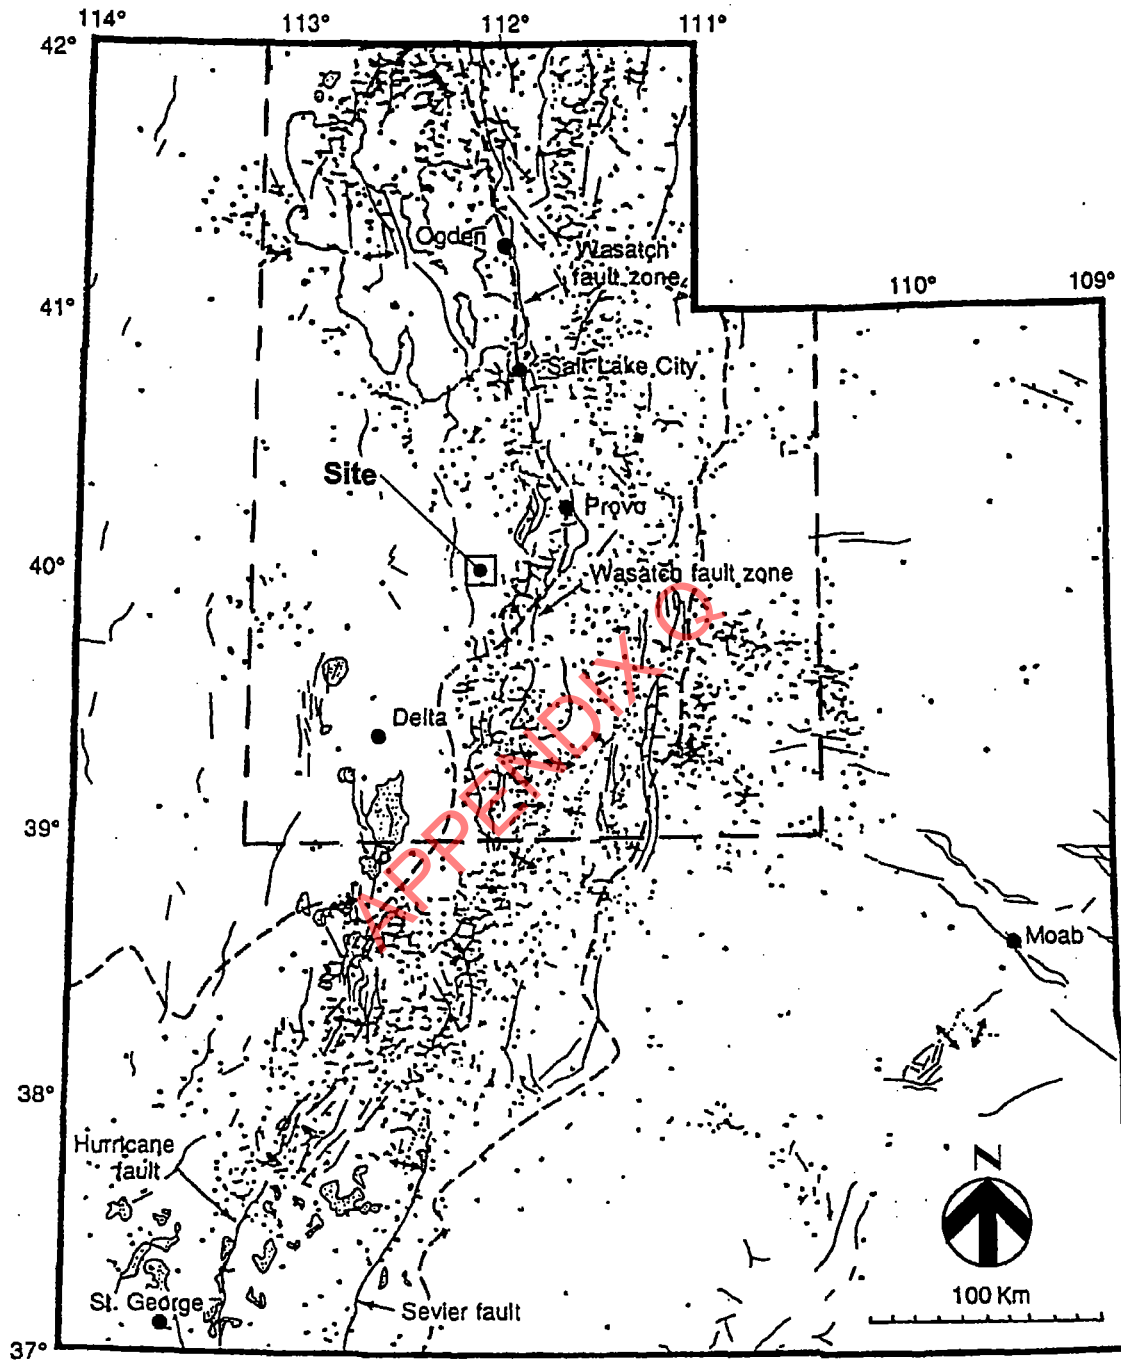 114°
113°
112°
111°
42°
Ogden
Wasatch
fault zone
110°
109°
41°
Salt Lake City
Site
Provo
40°
Wasatch fault zone
APPENDIX Q
Delta
39°
Moab
38°
Hurricane
fault
N
100 Km
St. George
Sevier fault
37°